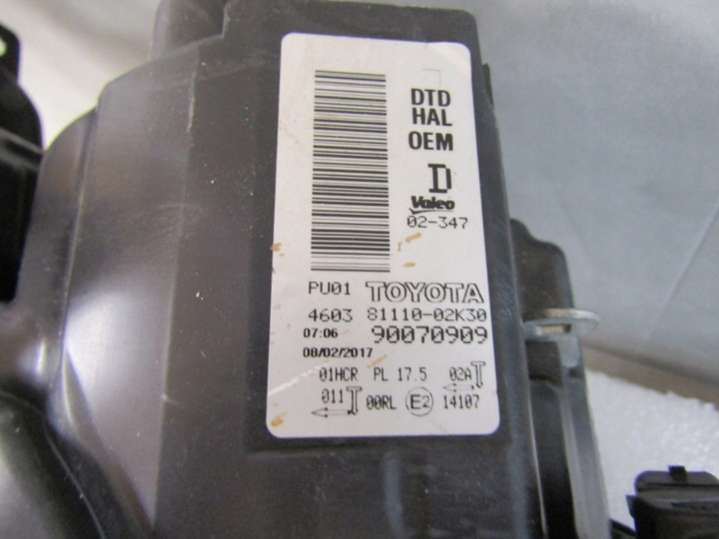 DTD
HAL
OEM
D
Valeo
02-347
PU01 TOYOTA
4603 81110-02K30
07:06 90070909
08/02/2017
01HCR PL 17.5 02A
011 00RL E2 14107